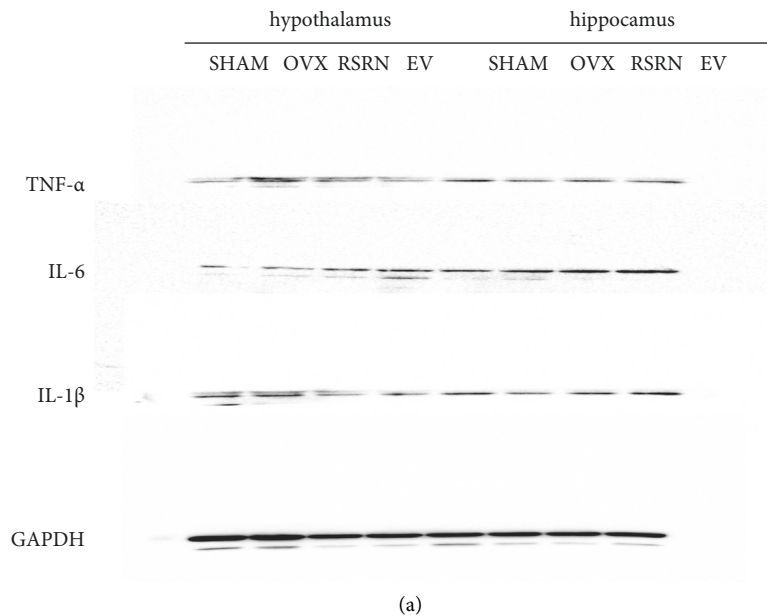 hypothalamus hippocamus
SHAM OVX RSRN EV SHAM OVX RSRN EV
TNF-α
IL-6
IL-1β
GAPDH
(a)